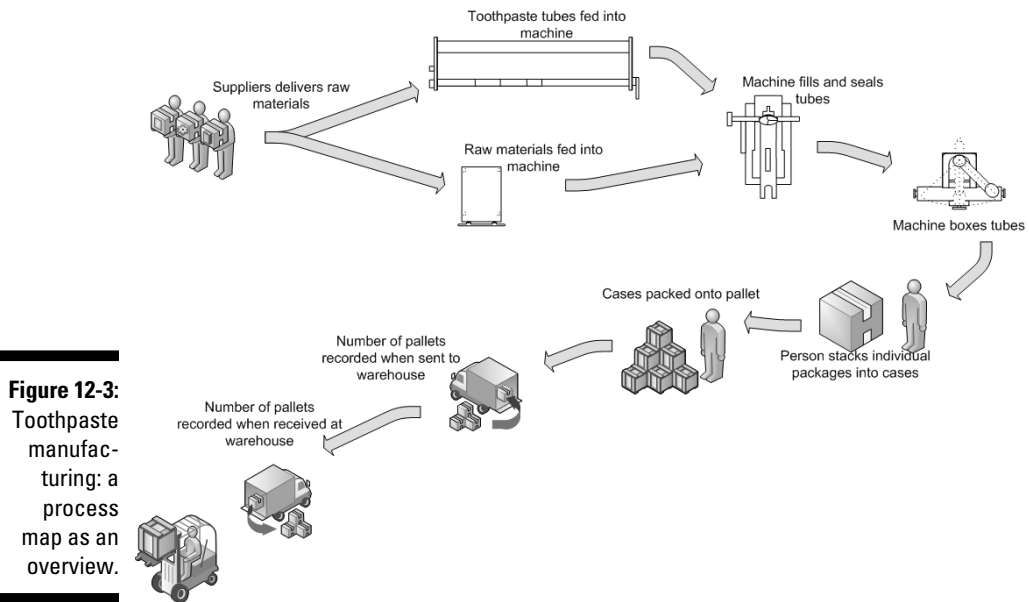 Toothpaste tubes fed into
machine
Suppliers delivers raw
materials
Machine fills and seals
tubes
Raw materials fed into
machine
Machine boxes tubes
Cases packed onto pallet
Person stacks individual
packages into cases
Number of pallets
recorded when sent to
warehouse
Number of pallets
recorded when received at
warehouse
Figure 12-3:
Toothpaste
manufac-
turing: a
process
map as an
overview.